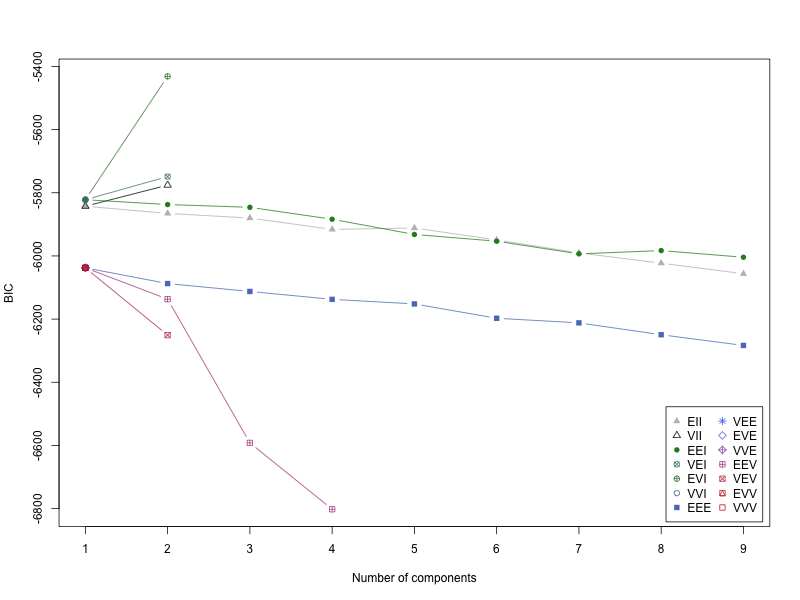 -5400
-5600
-5800
-6000
-6200
-6400
-6600
-6800
BIC
1 2 3 4 5 6 7 8 9
Number of components
EII VEE
VII EVE
EEI VVE
VEI EEV
EVI VEV
VVI EVV
EEE VVV